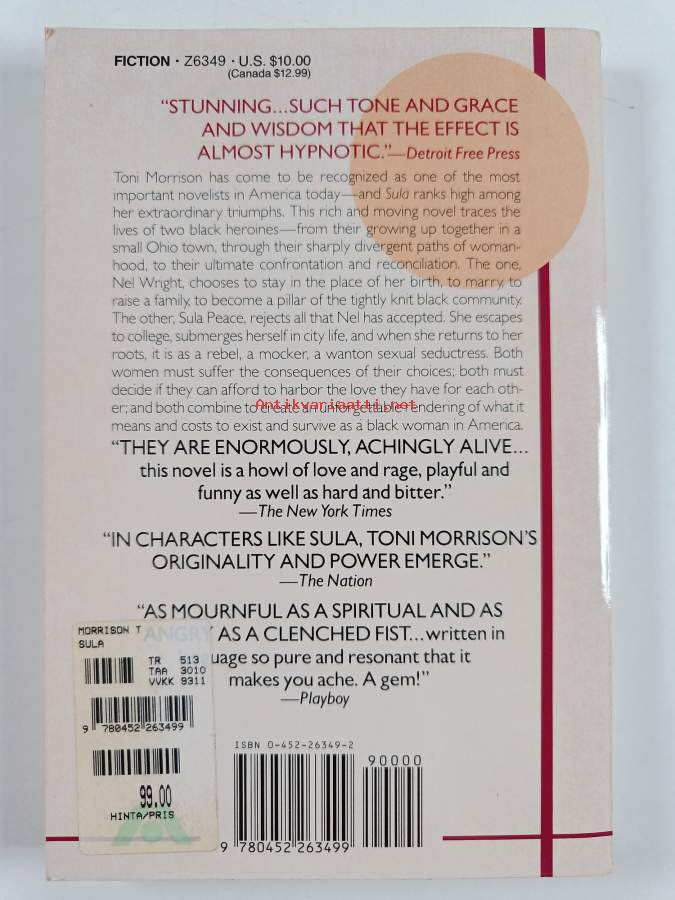 FICTION · Z6349 · U.S. $10.00
(Canada $12.99)
“STUNNING...SUCH TONE AND GRACE
AND WISDOM THAT THE EFFECT IS
ALMOST HYPNOTIC.”—Detroit Free Press
Toni Morrison has come to be recognized as one of the most
important novelists in America today—and Sula ranks high among
her extraordinary triumphs. This rich and moving novel traces the
lives of two black heroines—from their growing up together in a
small Ohio town, through their sharply divergent paths of woman-
hood, to their ultimate confrontation and reconciliation. The one,
Nel Wright, chooses to stay in the place of her birth, to marry, to
raise a family, to become a pillar of the tightly knit black community.
The other, Sula Peace, rejects all that Nel has accepted. She escapes
to college, submerges herself in city life, and when she returns to her
roots, it is as a rebel, a mocker, a wanton sexual seductress. Both
women must suffer the consequences of their choices; both must
decide if they can afford to harbor the love they have for each oth-
er; and both combine to create an unforgettable rendering of what it
means and costs to exist and survive as a black woman in America.
Antikvariaatti.net
“THEY ARE ENORMOUSLY, ACHINGLY ALIVE...
this novel is a howl of love and rage, playful and
funny as well as hard and bitter.”
—The New York Times
“IN CHARACTERS LIKE SULA, TONI MORRISON'S
ORIGINALITY AND POWER EMERGE.”
—The Nation
“AS MOURNFUL AS A SPIRITUAL AND AS
ANGRY AS A CLENCHED FIST...written in
uage so pure and resonant that it
makes you ache. A gem!”
—Playboy
MORRISON T
SULA
TR 513
TAA 3010
VVKK 9311
9 780452 263499
99.00
HINTA/PRIS
ISBN 0-452-26349-2
90000
9 780452 263499